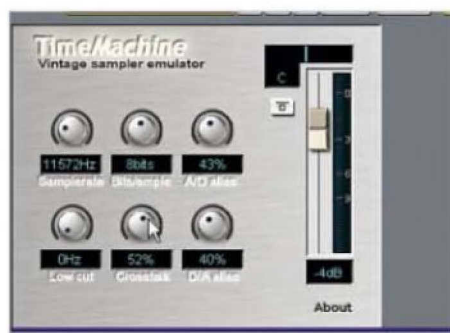 TimeMachine
Vintage sampler emulator
C
11572Hz 8bits 43%
Samplerate Bits/smple A/D alias
0Hz 52% 40%
Low cut Crosstalk D/A alias
-4dB
About